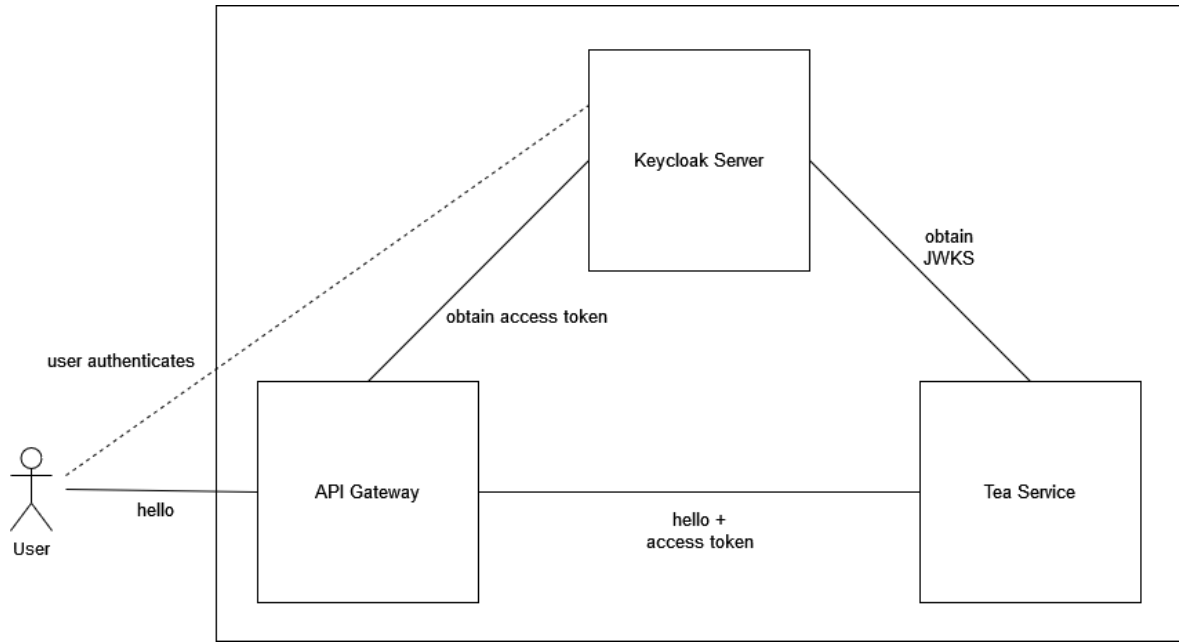 Keycloak Server
obtain
JWKS
obtain access token
user authenticates
API Gateway
Tea Service
hello
hello +
access token
User